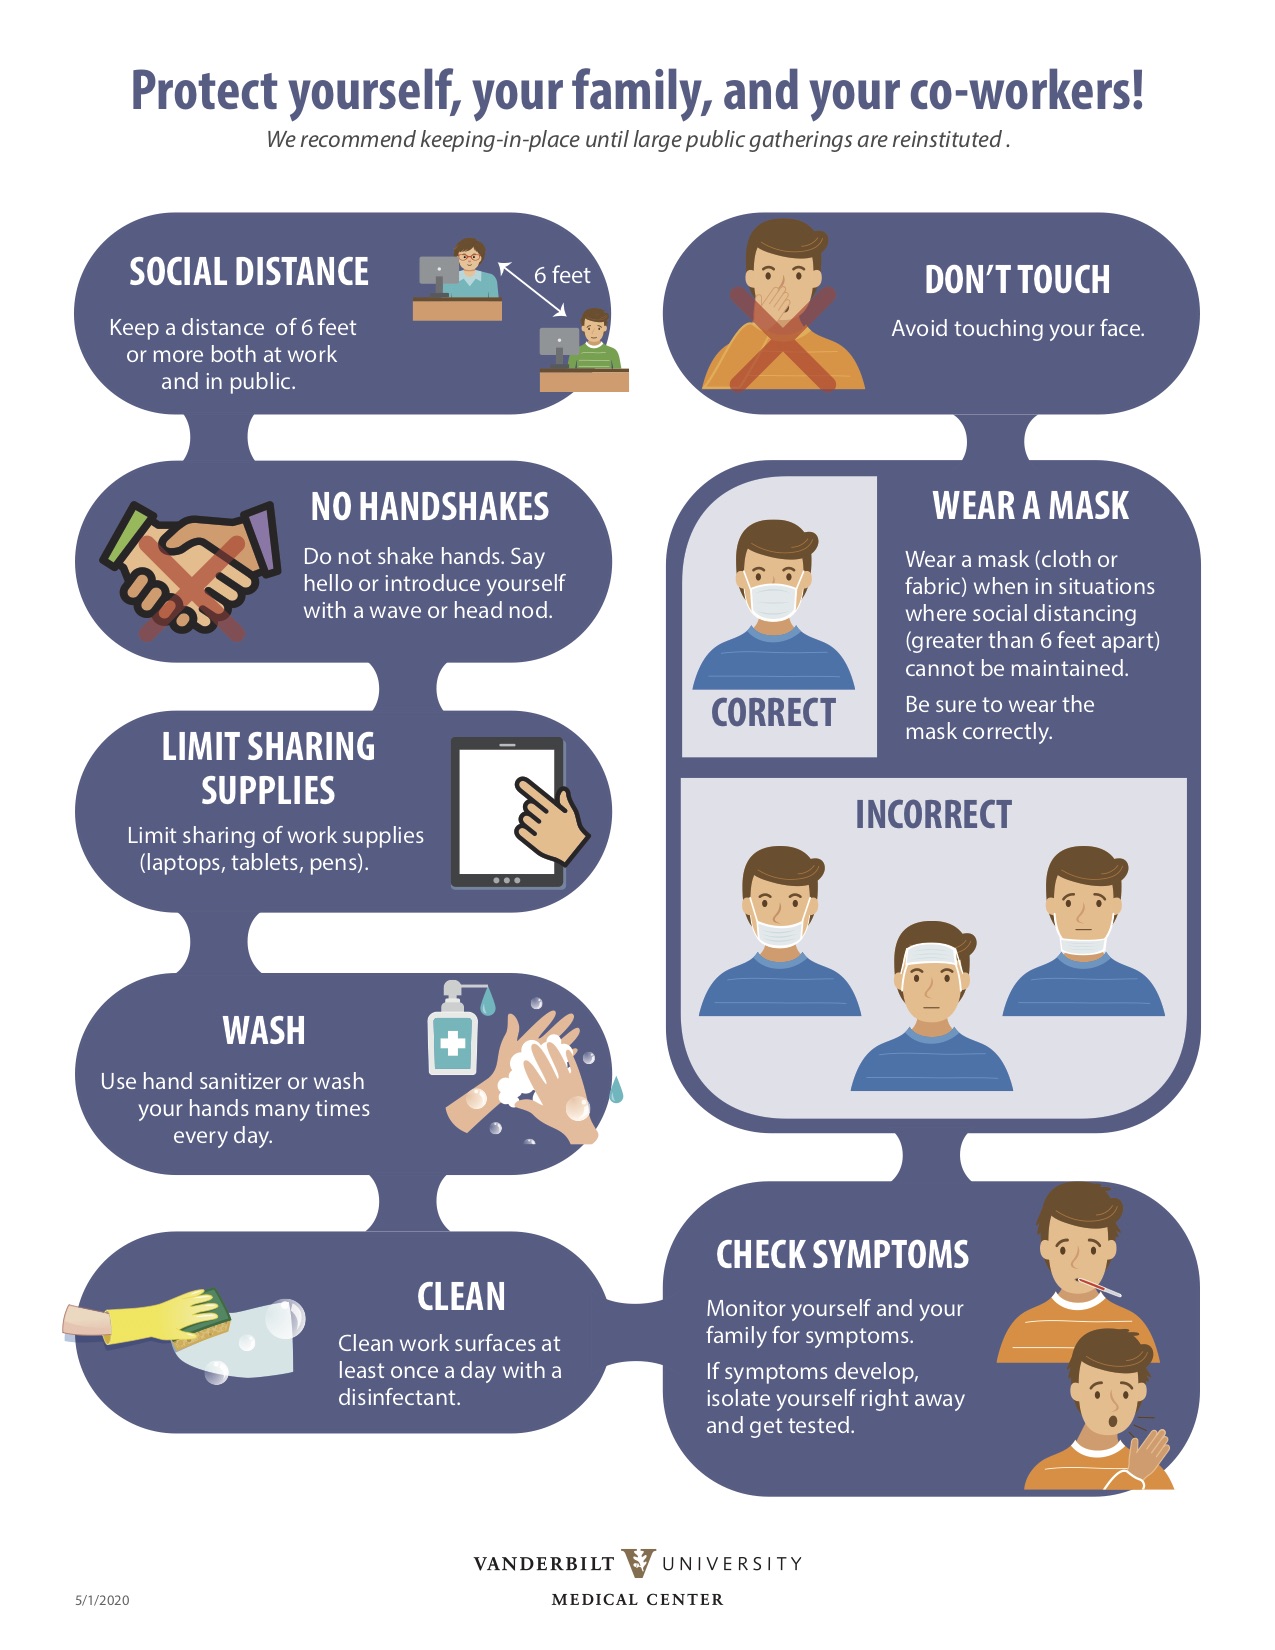 Protect yourself, your family, and your co-workers!
We recommend keeping-in-place until large public gatherings are reinstituted .
SOCIAL DISTANCE
Keep a distance of 6 feet
or more both at work
and in public.
6 feet
NO HANDSHAKES
Do not shake hands. Say
hello or introduce yourself
with a wave or head nod.
LIMIT SHARING
SUPPLIES
Limit sharing of work supplies
(laptops, tablets, pens).
WASH
Use hand sanitizer or wash
your hands many times
every day.
CLEAN
Clean work surfaces at
least once a day with a
disinfectant.
DON'T TOUCH
Avoid touching your face.
WEAR A MASK
Wear a mask (cloth or
fabric) when in situations
where social distancing
(greater than 6 feet apart)
cannot be maintained.
Be sure to wear the
mask correctly.
CORRECT
INCORRECT
CHECK SYMPTOMS
Monitor yourself and your
family for symptoms.
If symptoms develop,
isolate yourself right away
and get tested.
VANDERBILT V UNIVERSITY
MEDICAL CENTER
5/1/2020